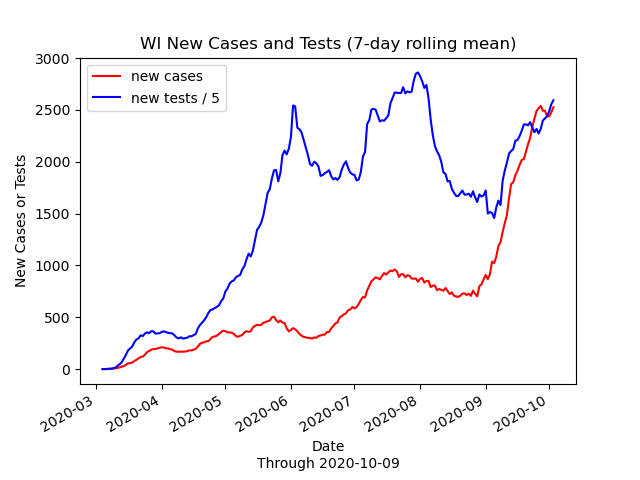 WI New Cases and Tests (7-day rolling mean)
new cases
new tests / 5
3000
2500
2000
1500
1000
500
0
New Cases or Tests
2020-03
2020-04
2020-05
2020-06
2020-07
2020-08
2020-09
2020-10
Date
Through 2020-10-09